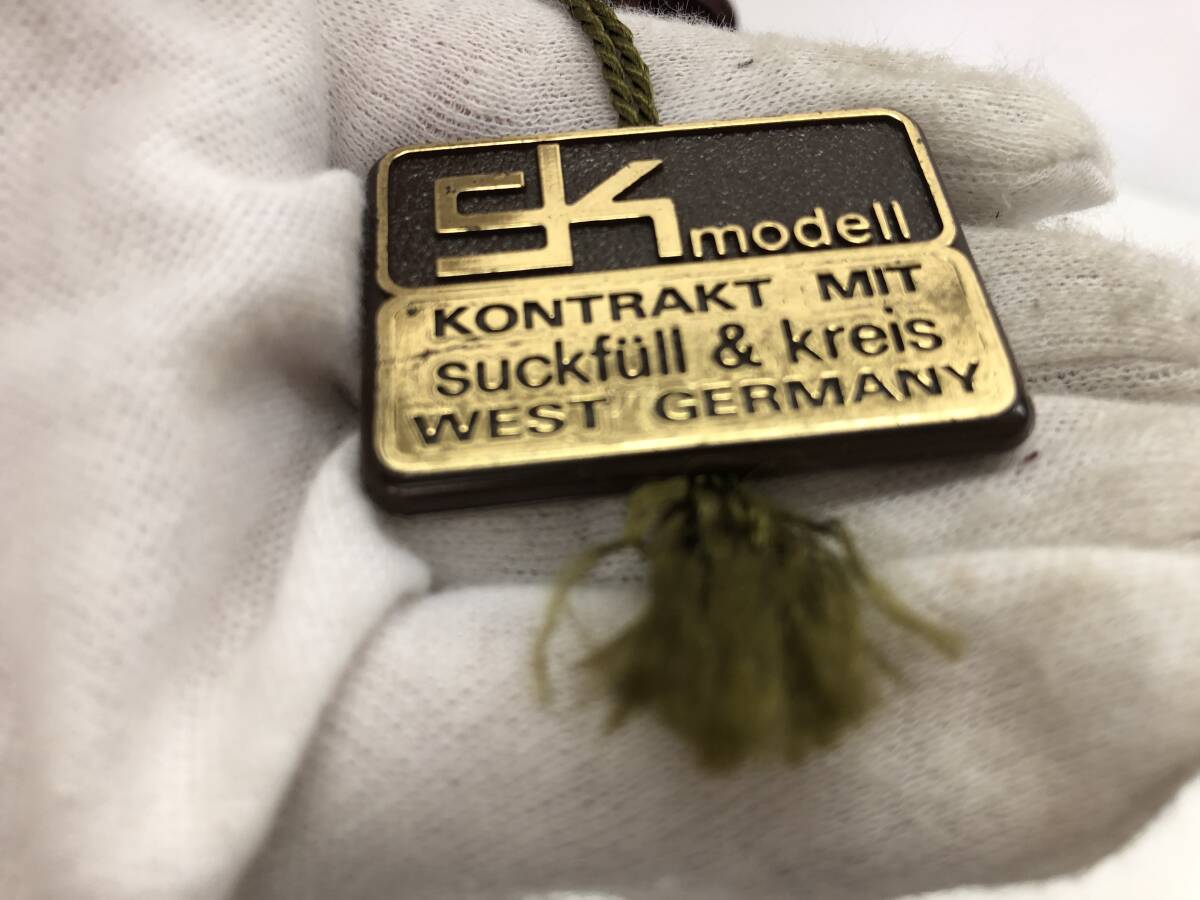 SK modell
KONTRAKT MIT
suckfüll & kreis
WEST GERMANY